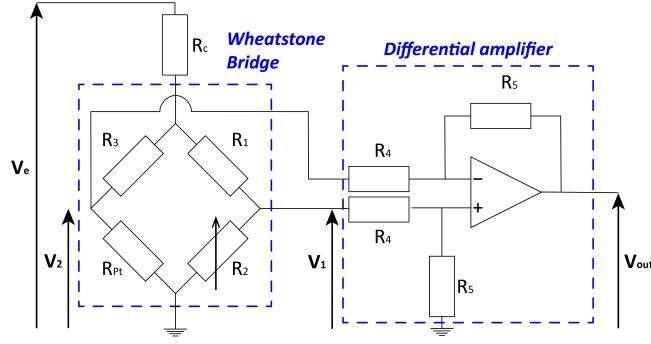 Wheatstone
Bridge
Differential amplifier
Rc
R5
R3
R1
R4
Ve
R4
V2
RPt
R2
V1
R5
Vout
−
+